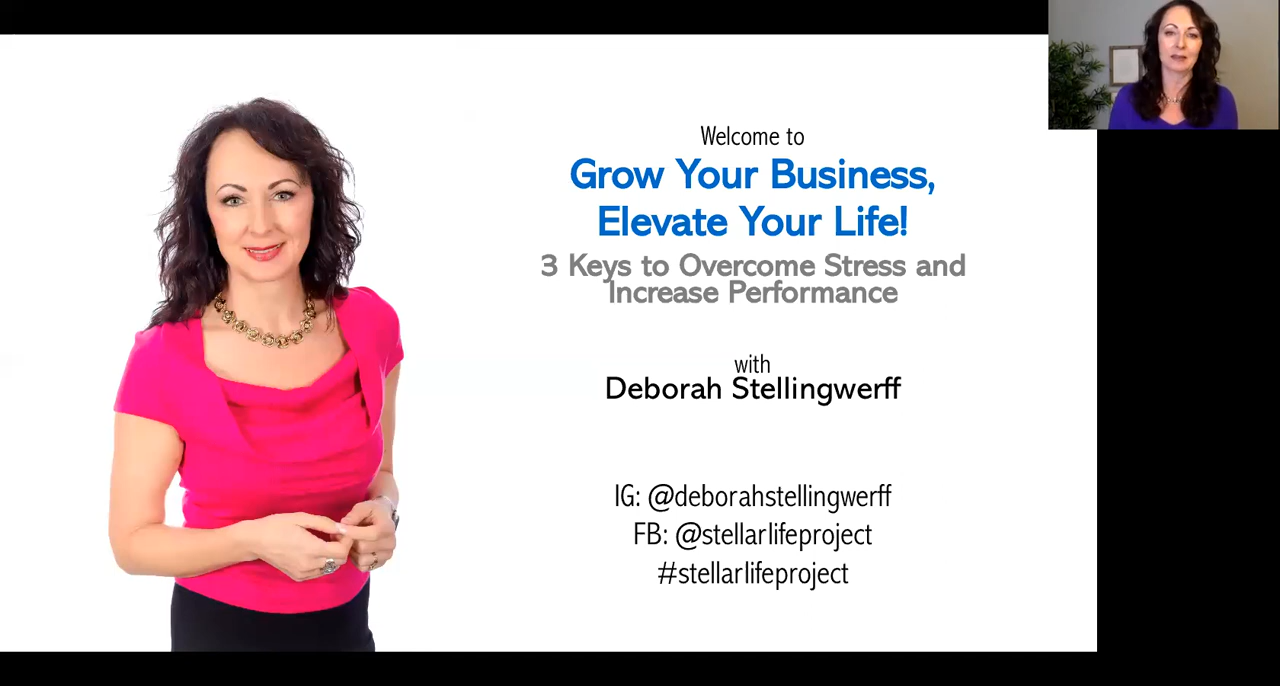 Welcome to
Grow Your Business,
Elevate Your Life!
3 Keys to Overcome Stress and
Increase Performance
with
Deborah Stellingwerff
IG: @deborahstellingwerff
FB: @stellarlifeproject
#stellarlifeproject